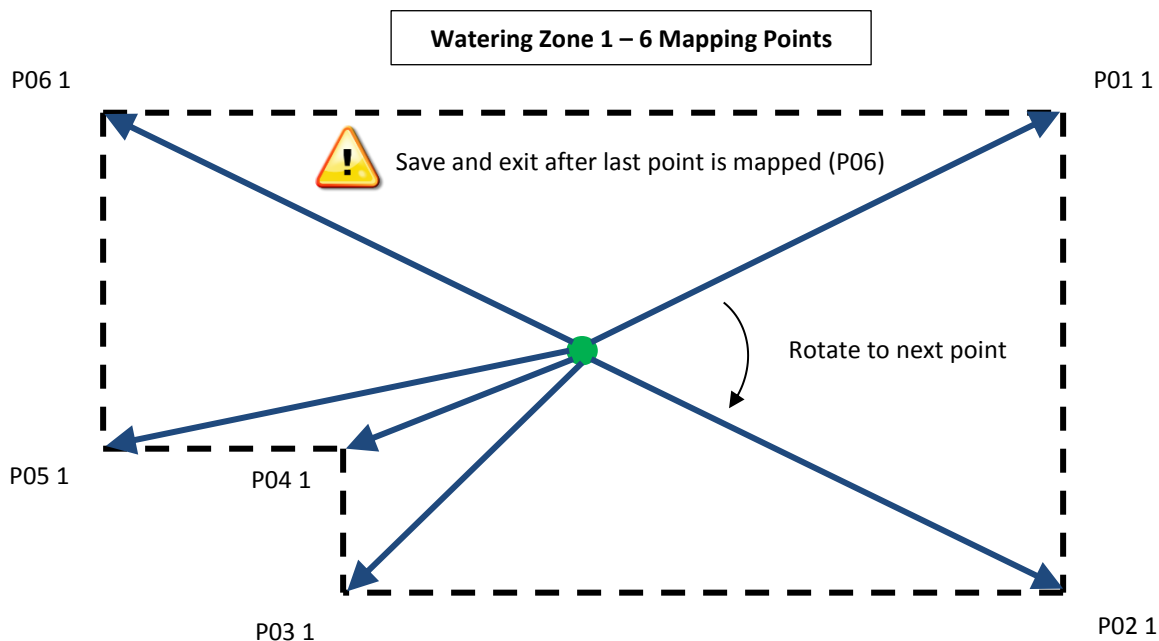 Watering Zone 1 – 6 Mapping Points
P06 1
P01 1
! Save and exit after last point is mapped (P06)
Rotate to next point
P05 1
P04 1
P03 1
P02 1